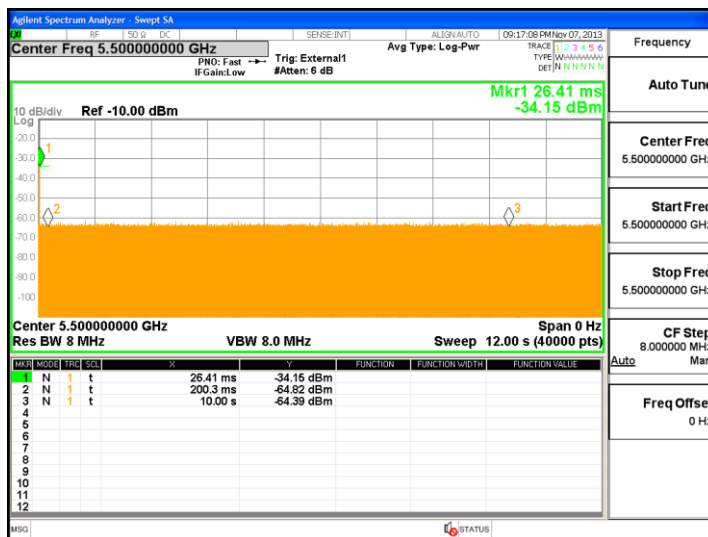 Agilent Spectrum Analyzer - Swept SA
RF 50 Ω DC SENSE:INT ALIGNAUTO 09:17:08 PM Nov 07, 2013
Center Freq 5.500000000 GHz
PNO: Fast
IFGain:Low
Trig: External1
#Atten: 6 dB
Avg Type: Log-Pwr
TRACE 1 2 3 4 5 6
TYPE W
DET N N N N N N
Mkr1 26.41 ms
-34.15 dBm
10 dB/div Ref -10.00 dBm
Log
-20.0
-30.0
-40.0
-50.0
-60.0
-70.0
-80.0
-90.0
-100
1
2
3
Center 5.500000000 GHz Span 0 Hz
Res BW 8 MHz VBW 8.0 MHz Sweep 12.00 s (40000 pts)
MKR MODE TRC SCL X Y FUNCTION FUNCTION WIDTH FUNCTION VALUE
1 N 1 t 26.41 ms -34.15 dBm
2 N 1 t 200.3 ms -64.82 dBm
3 N 1 t 10.00 s -64.39 dBm
4
5
6
7
8
9
10
11
12
MSG STATUS
Frequency
Auto Tune
Center Freq
5.500000000 GHz
Start Freq
5.500000000 GHz
Stop Freq
5.500000000 GHz
CF Step
8.000000 MHz
Auto Man
Freq Offset
0 Hz